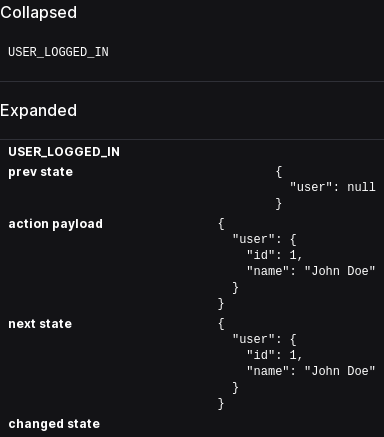 Collapsed
USER_LOGGED_IN
Expanded
USER_LOGGED_IN
prev state {
"user": null
}
action payload {
"user": {
"id": 1,
"name": "John Doe"
}
}
next state {
"user": {
"id": 1,
"name": "John Doe"
}
}
changed state